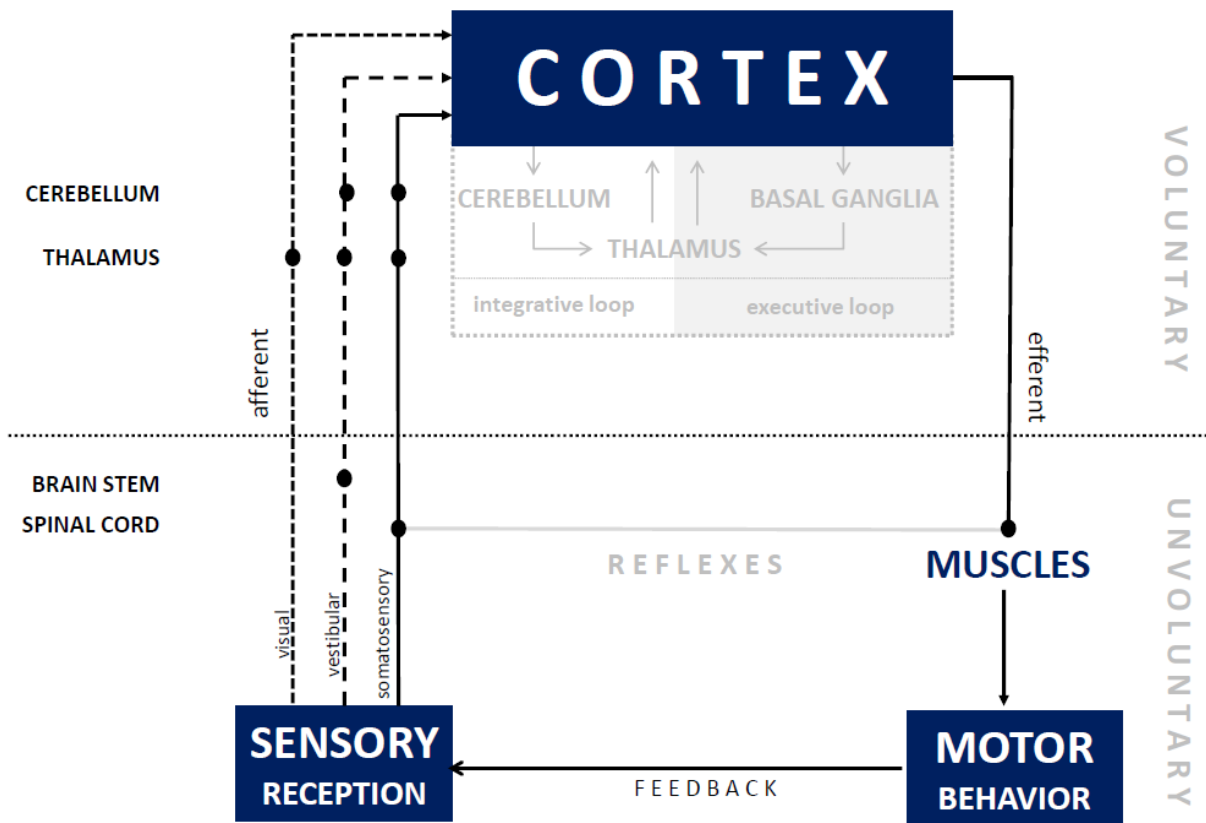 CORTEX
CEREBELLUM
BASAL GANGLIA
THALAMUS
integrative loop
executive loop
CEREBELLUM
THALAMUS
afferent
efferent
VOLUNTARY
BRAIN STEM
SPINAL CORD
REFLEXES
MUSCLES
visual
vestibular
somatosensory
UNVOLUNTARY
SENSORY
RECEPTION
FEEDBACK
MOTOR
BEHAVIOR